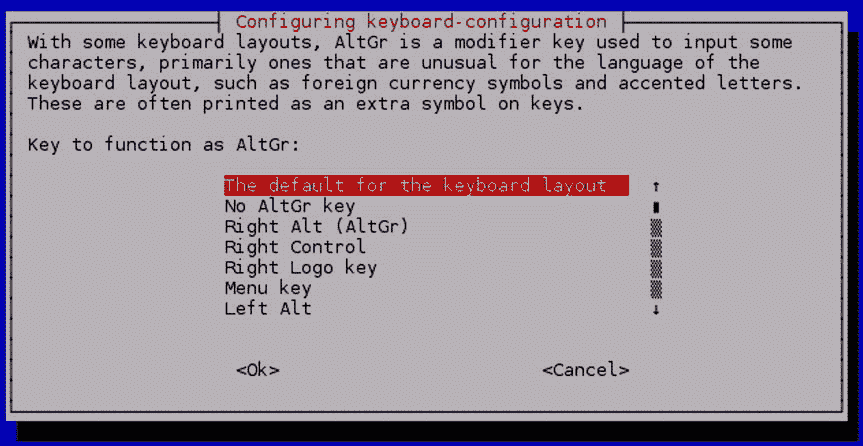 Configuring keyboard-configuration
With some keyboard layouts, AltGr is a modifier key used to input some
characters, primarily ones that are unusual for the language of the
keyboard layout, such as foreign currency symbols and accented letters.
These are often printed as an extra symbol on keys.
Key to function as AltGr:
The default for the keyboard layout
No AltGr key
Right Alt (AltGr)
Right Control
Right Logo key
Menu key
Left Alt
<Ok> <Cancel>